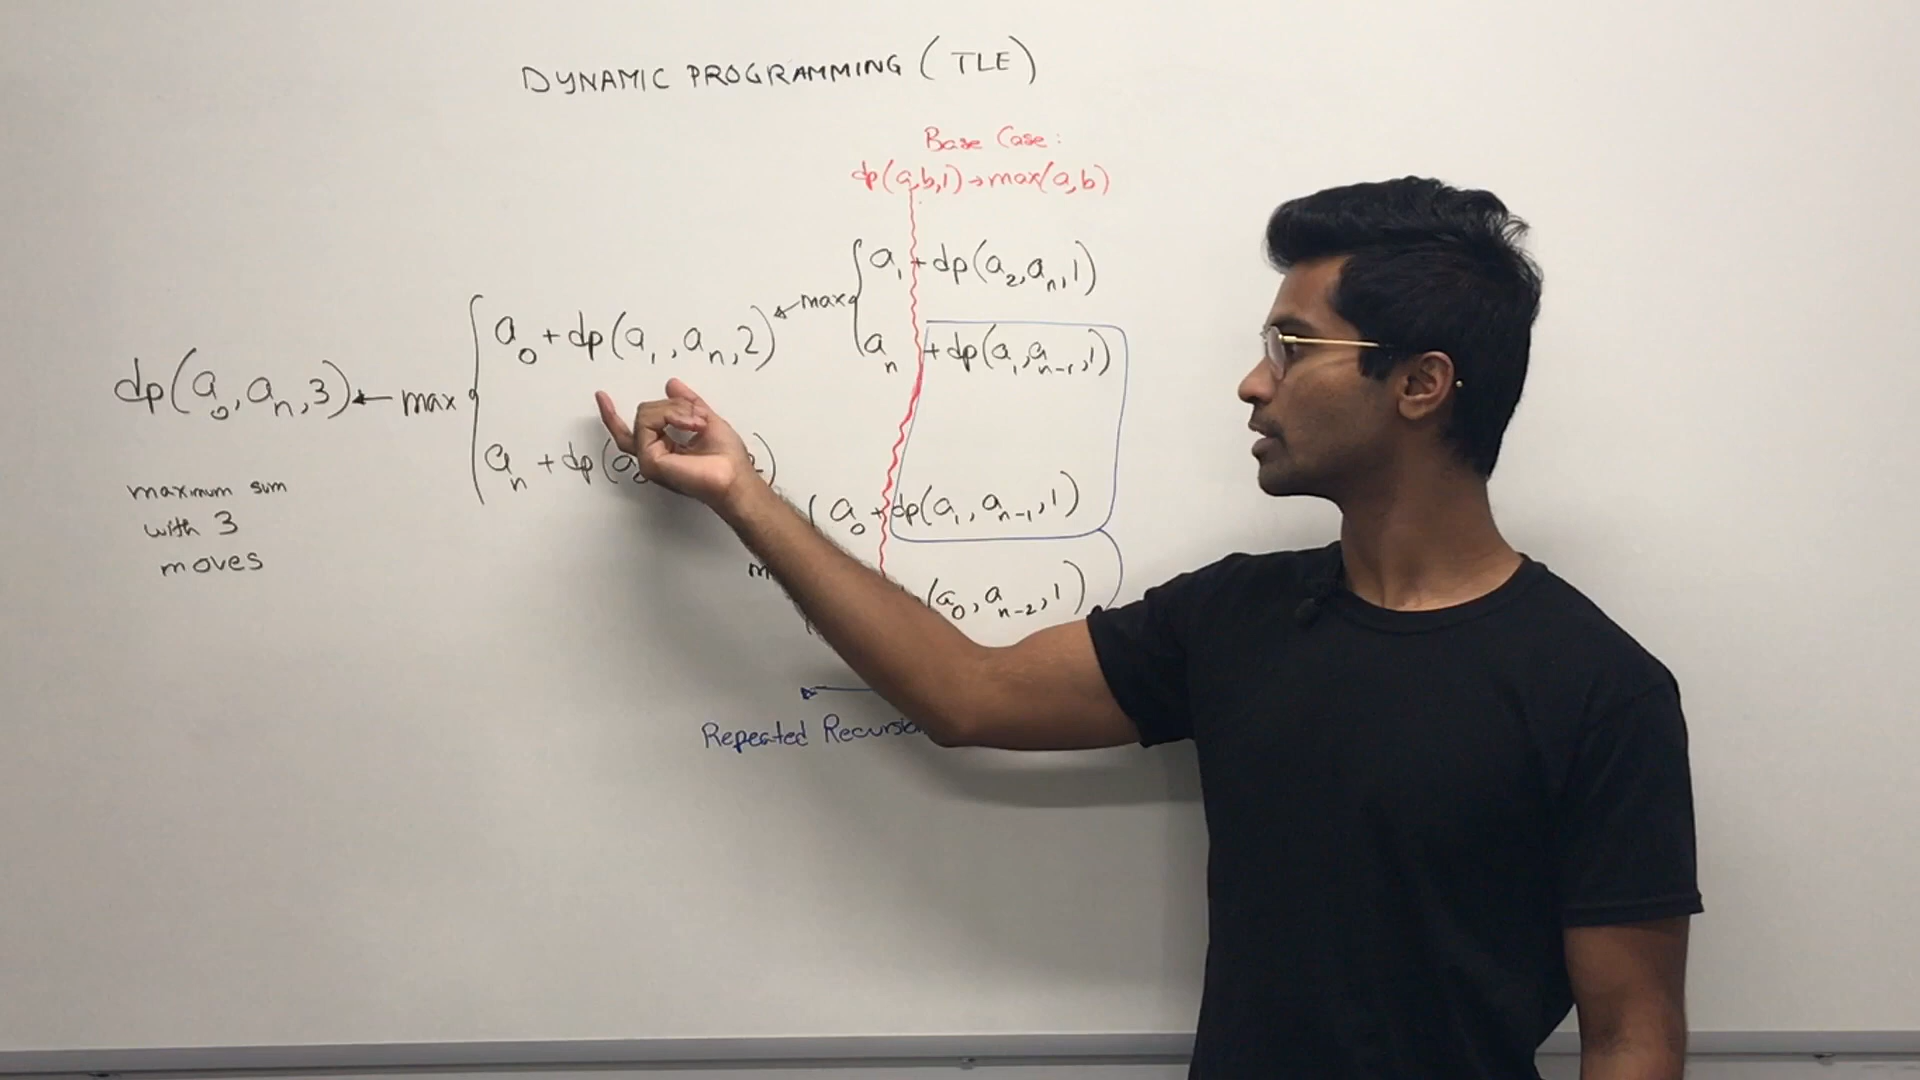 DYNAMIC PROGRAMMING (TLE)
Base Case:
dp(a,b,1)→max(a,b)
dp(a₀,aₙ,3)←max
a₀+dp(a₁,aₙ,2)
←max
a₁+dp(a₂,aₙ,1)
aₙ+dp(a₁,aₙ₋₁,1)
aₙ+dp(a₀
a₀+dp(a₁,aₙ₋₁,1)
(a₀,aₙ₋₂,1)
maximum sum
with 3
moves
Repeated